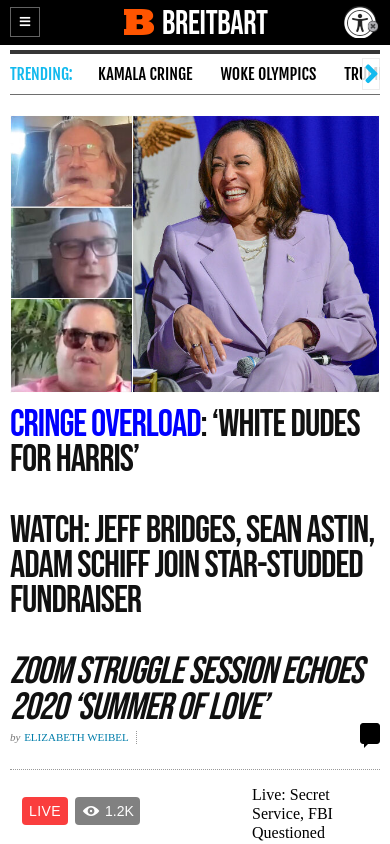 BREITBART
TRENDING:
KAMALA CRINGE
WOKE OLYMPICS
CRINGE OVERLOAD: ‘WHITE DUDES
FOR HARRIS’
WATCH: JEFF BRIDGES, SEAN ASTIN,
ADAM SCHIFF JOIN STAR-STUDDED
FUNDRAISER
ZOOM STRUGGLE SESSION ECHOES
2020 ‘SUMMER OF LOVE’
by ELIZABETH WEIBEL
LIVE
1.2K
Live: Secret
Service, FBI
Questioned